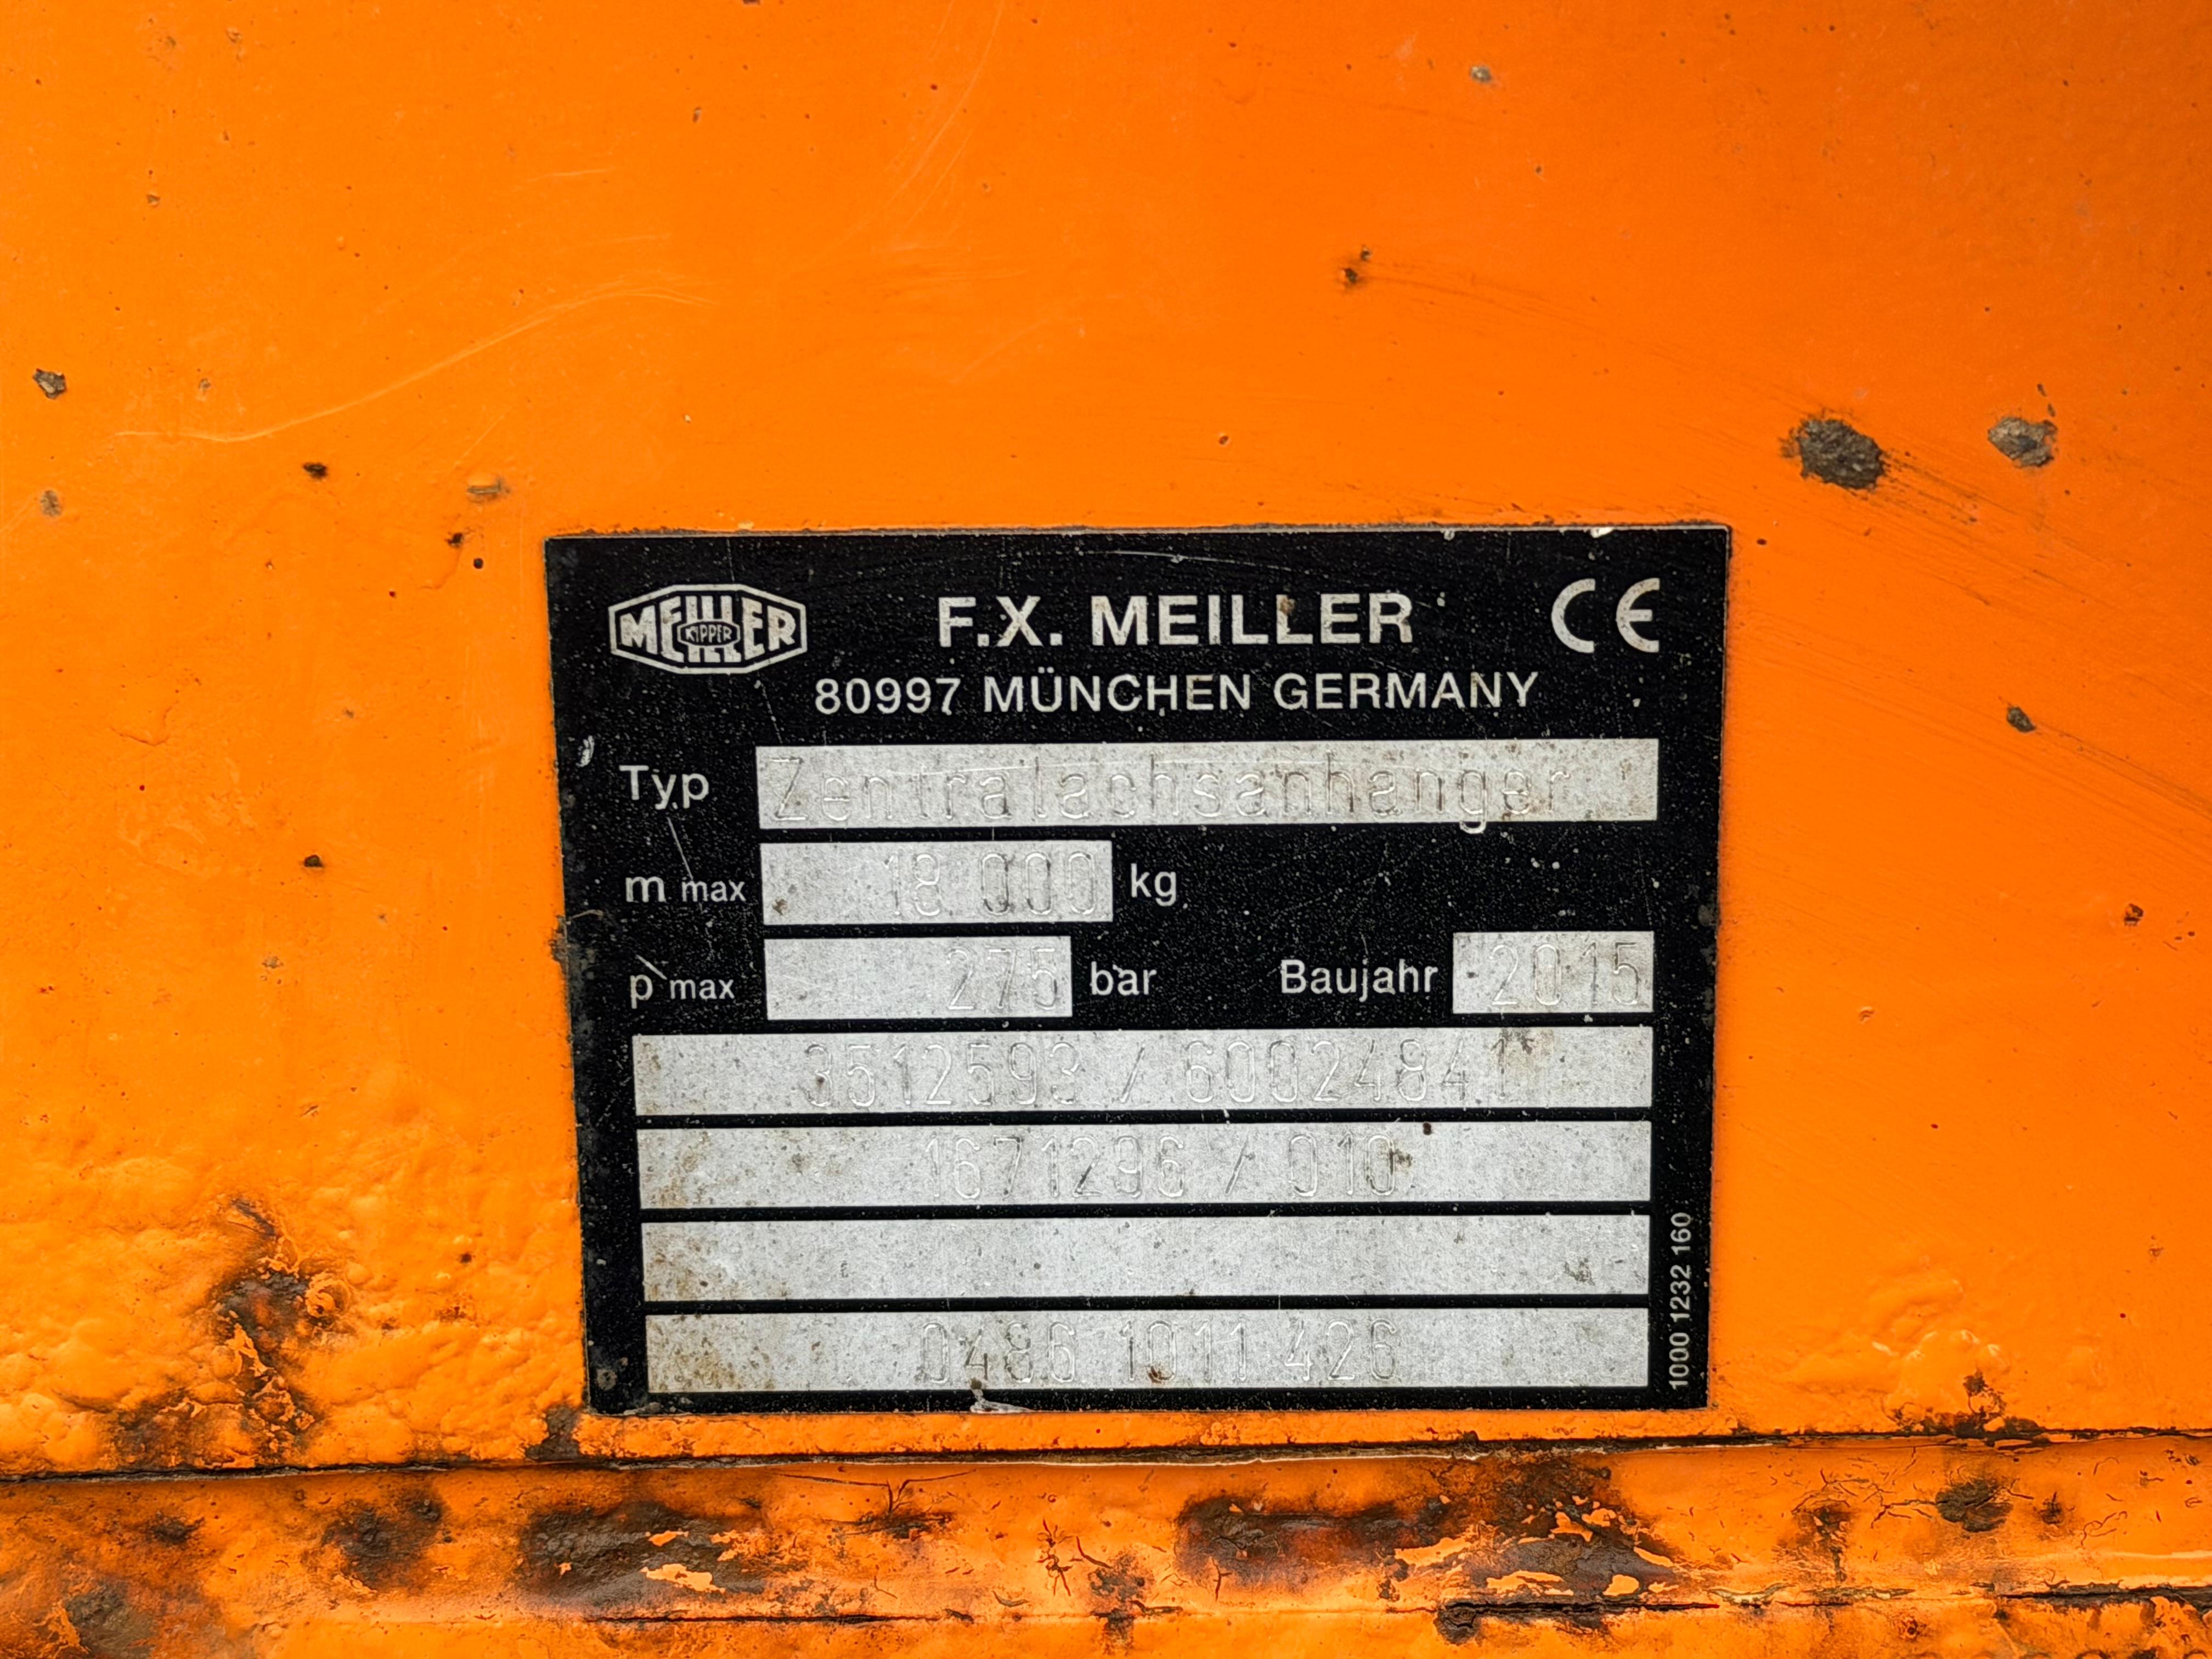 MEILLER KIPPER
F.X. MEILLER CE
80997 MÜNCHEN GERMANY
Typ Zentralachsanhänger
m max 18 000 kg
p max 275 bar Baujahr 2015
3512593 / 60024841
1671296 / 010
0486 1011 426
1000 1232 160